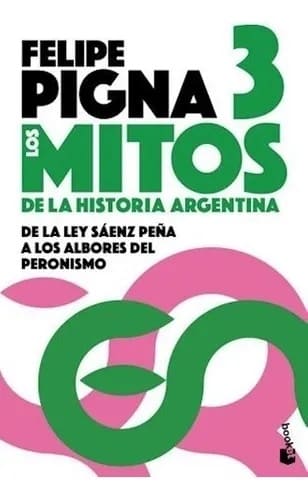 FELIPE
PIGNA 3
LOS
MITOS
DE LA HISTORIA ARGENTINA
DE LA LEY SÁENZ PEÑA
A LOS ALBORES DEL
PERONISMO
booket